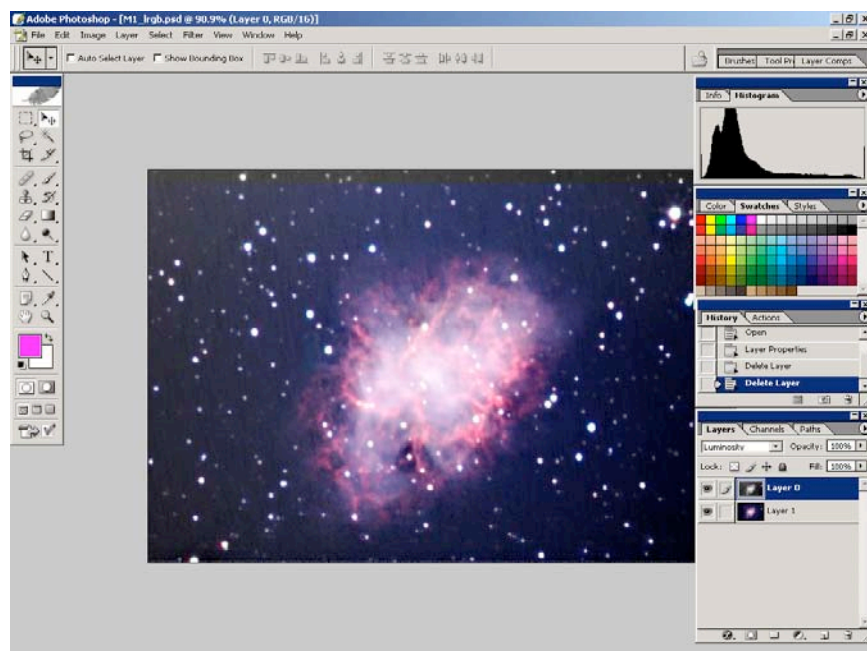 Adobe Photoshop - [M1_lrgb.psd @ 90.9% (Layer 0, RGB/16)]
File Edit Image Layer Select Filter View Window Help
Auto Select Layer Show Bounding Box
Brushes Tool Pr Layer Comps
Info Histogram
Color Swatches Styles
History Actions
Open
Layer Properties
Delete Layer
Delete Layer
Layers Channels Paths
Luminosity Opacity: 100%
Lock: Fill: 100%
Layer 0
Layer 1